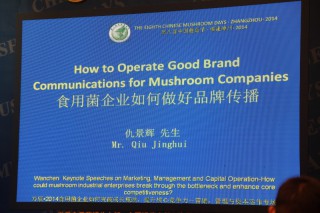 THE EIGHTH CHINESE MUSHROOM DAYS · ZHANGZHOU · 2014
How to Operate Good Brand
Communications for Mushroom Companies
食用菌企业如何做好品牌传播
仇景辉 先生
Mr. Qiu Jinghui
Wanchen: Keynote Speeches on Marketing, Management and Capital Operation-How
could mushroom industrial enterprises break through the bottleneck and enhance core
competitiveness?